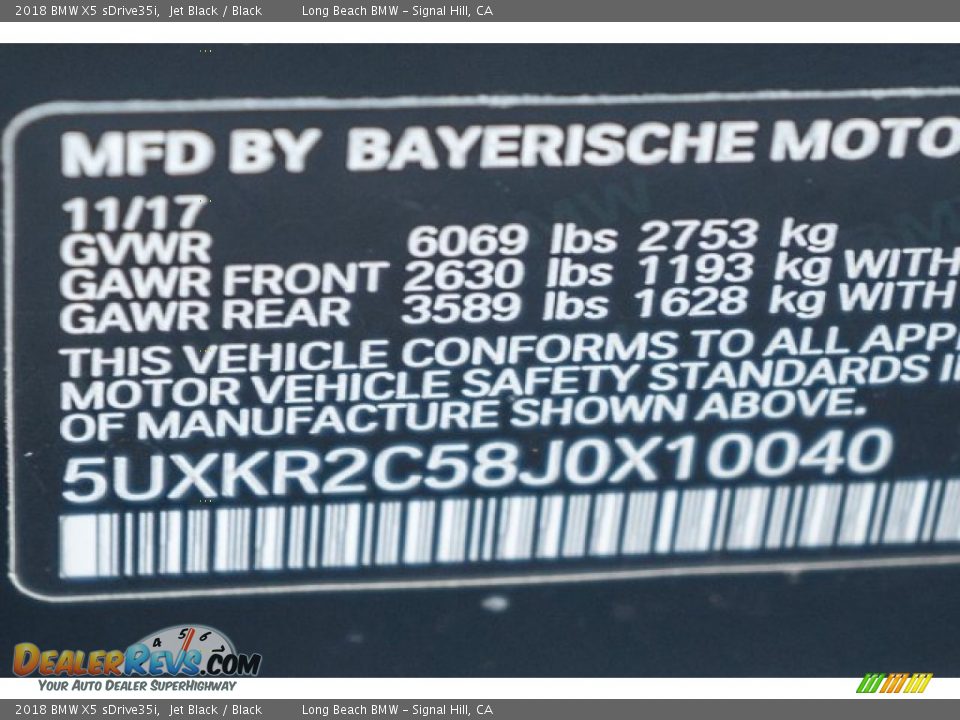 2018 BMW X5 sDrive35i, Jet Black / Black Long Beach BMW - Signal Hill, CA
MFD BY BAYERISCHE MOTO
11/17
GVWR 6069 lbs 2753 kg
GAWR FRONT 2630 lbs 1193 kg WITH
GAWR REAR 3589 lbs 1628 kg WITH
THIS VEHICLE CONFORMS TO ALL APP
MOTOR VEHICLE SAFETY STANDARDS
OF MANUFACTURE SHOWN ABOVE.
5UXKR2C58J0X10040
4 5 6
DEALERREVS.COM
YOUR AUTO DEALER SUPERHIGHWAY
2018 BMW X5 sDrive35i, Jet Black / Black Long Beach BMW - Signal Hill, CA